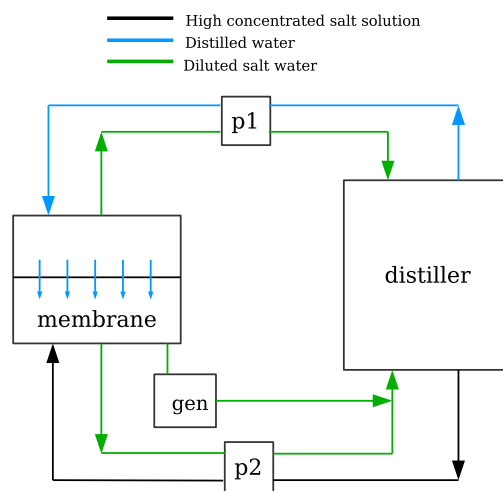 High concentrated salt solution
Distilled water
Diluted salt water
p1
distiller
membrane
gen
p2